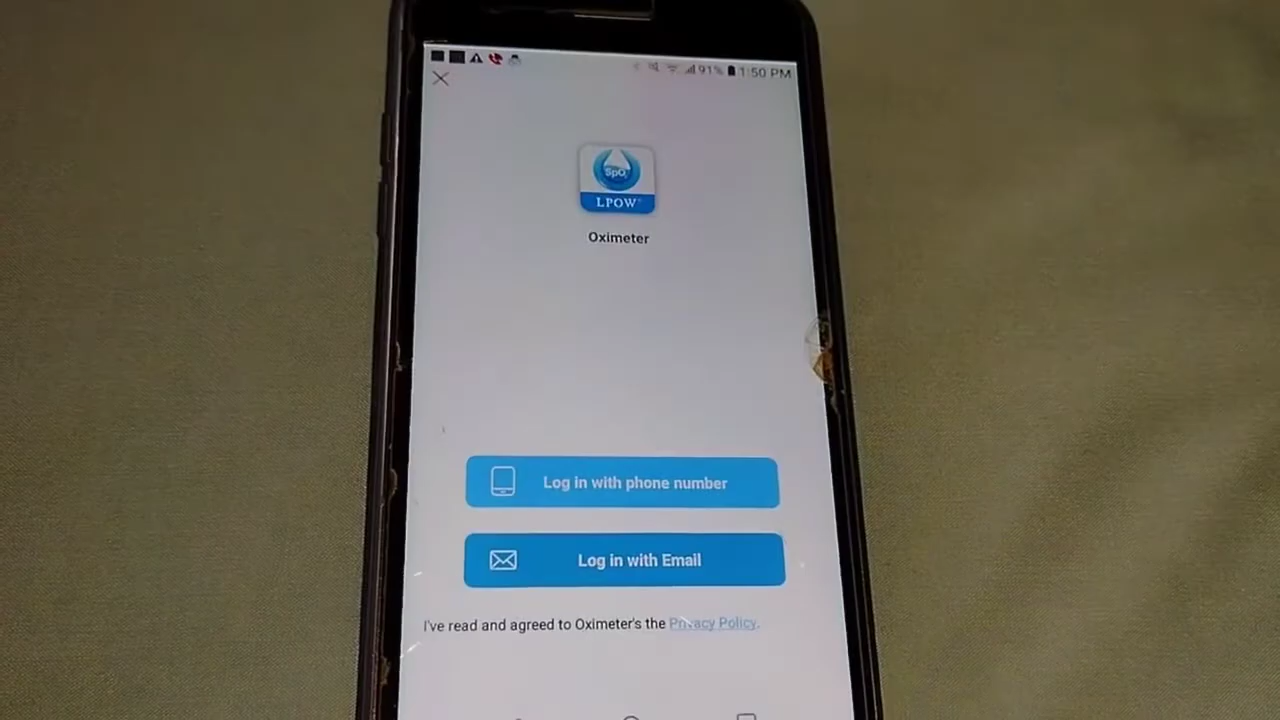 91% 1:50 PM
SpO₂
LPOW
Oximeter
Log in with phone number
Log in with Email
I've read and agreed to Oximeter's the Privacy Policy.